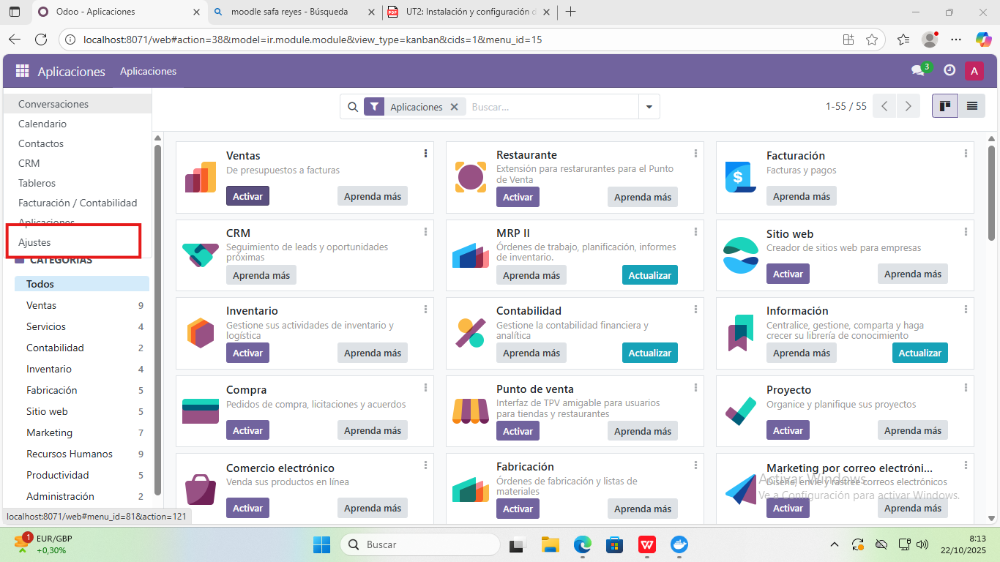 Odoo - Aplicaciones
moodle safa reyes - Búsqueda
UT2: Instalación y configuración d
localhost:8071/web#action=38&model=ir.module.module&view_type=kanban&cids=1&menu_id=15
Aplicaciones
Aplicaciones
3
A
Conversaciones
Calendario
Contactos
CRM
Tableros
Facturación / Contabilidad
Aplicaciones
Ajustes
CATEGORÍAS
Todos
Ventas 9
Servicios 4
Contabilidad 2
Inventario 4
Fabricación 5
Sitio web 5
Marketing 7
Recursos Humanos 9
Productividad 5
Administración 2
Aplicaciones
Buscar...
1-55 / 55
Ventas
De presupuestos a facturas
Activar
Aprenda más
Restaurante
Extensión para restarurantes para el Punto
de Venta
Activar
Aprenda más
Facturación
Facturas y pagos
Aprenda más
CRM
Seguimiento de leads y oportunidades
próximas
Aprenda más
MRP II
Órdenes de trabajo, planificación, informes
de inventario.
Aprenda más
Actualizar
Sitio web
Creador de sitios web para empresas
Activar
Aprenda más
Inventario
Gestione sus actividades de inventario y
logística
Activar
Aprenda más
Contabilidad
Gestione la contabilidad financiera y
analítica
Aprenda más
Actualizar
Información
Centralice, gestione, comparta y haga
crecer su librería de conocimiento
Aprenda más
Actualizar
Compra
Pedidos de compra, licitaciones y acuerdos
Activar
Aprenda más
Punto de venta
Interfaz de TPV amigable para usuarios
para tiendas y restaurantes
Activar
Aprenda más
Proyecto
Organice y planifique sus proyectos
Activar
Aprenda más
Comercio electrónico
Venda sus productos en línea
Activar
Aprenda más
Fabricación
Órdenes de fabricación y listas de
materiales
Activar
Aprenda más
Marketing por correo electróni...
Diseñe, envíe y rastree correos electrónicos
Activar
Aprenda más
Activar Windows
Ve a Configuración para activar Windows.
localhost:8071/web#menu_id=81&action=121
1
EUR/GBP
+0,30%
Buscar
8:13
22/10/2025